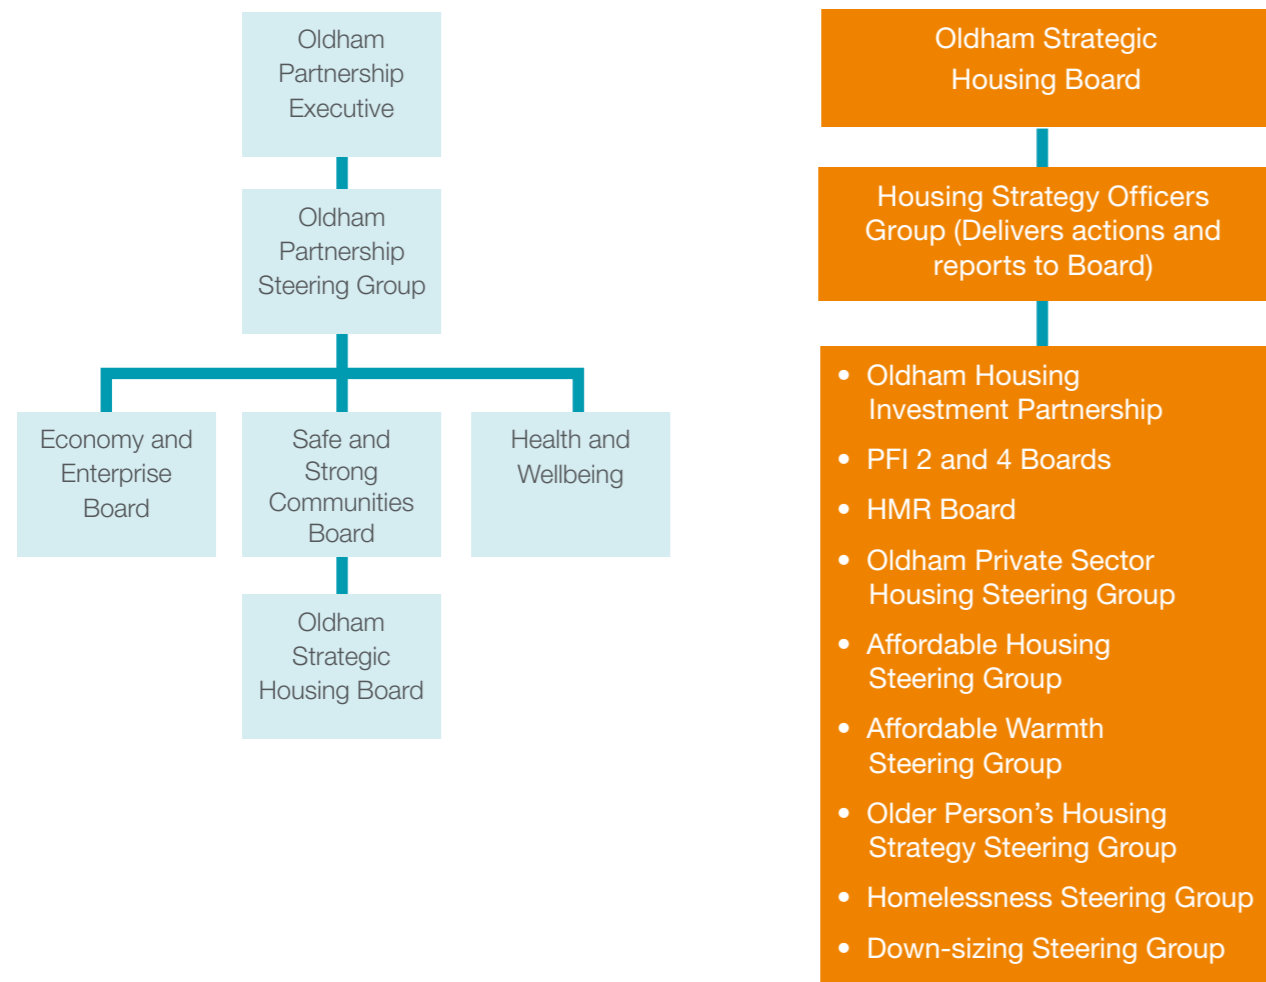 Oldham
Partnership
Executive
Oldham
Partnership
Steering Group
Economy and
Enterprise
Board
Safe and
Strong
Communities
Board
Health and
Wellbeing
Oldham
Strategic
Housing Board
Oldham Strategic
Housing Board
Housing Strategy Officers
Group (Delivers actions and
reports to Board)
• Oldham Housing
Investment Partnership
• PFI 2 and 4 Boards
• HMR Board
• Oldham Private Sector
Housing Steering Group
• Affordable Housing
Steering Group
• Affordable Warmth
Steering Group
• Older Person’s Housing
Strategy Steering Group
• Homelessness Steering Group
• Down-sizing Steering Group